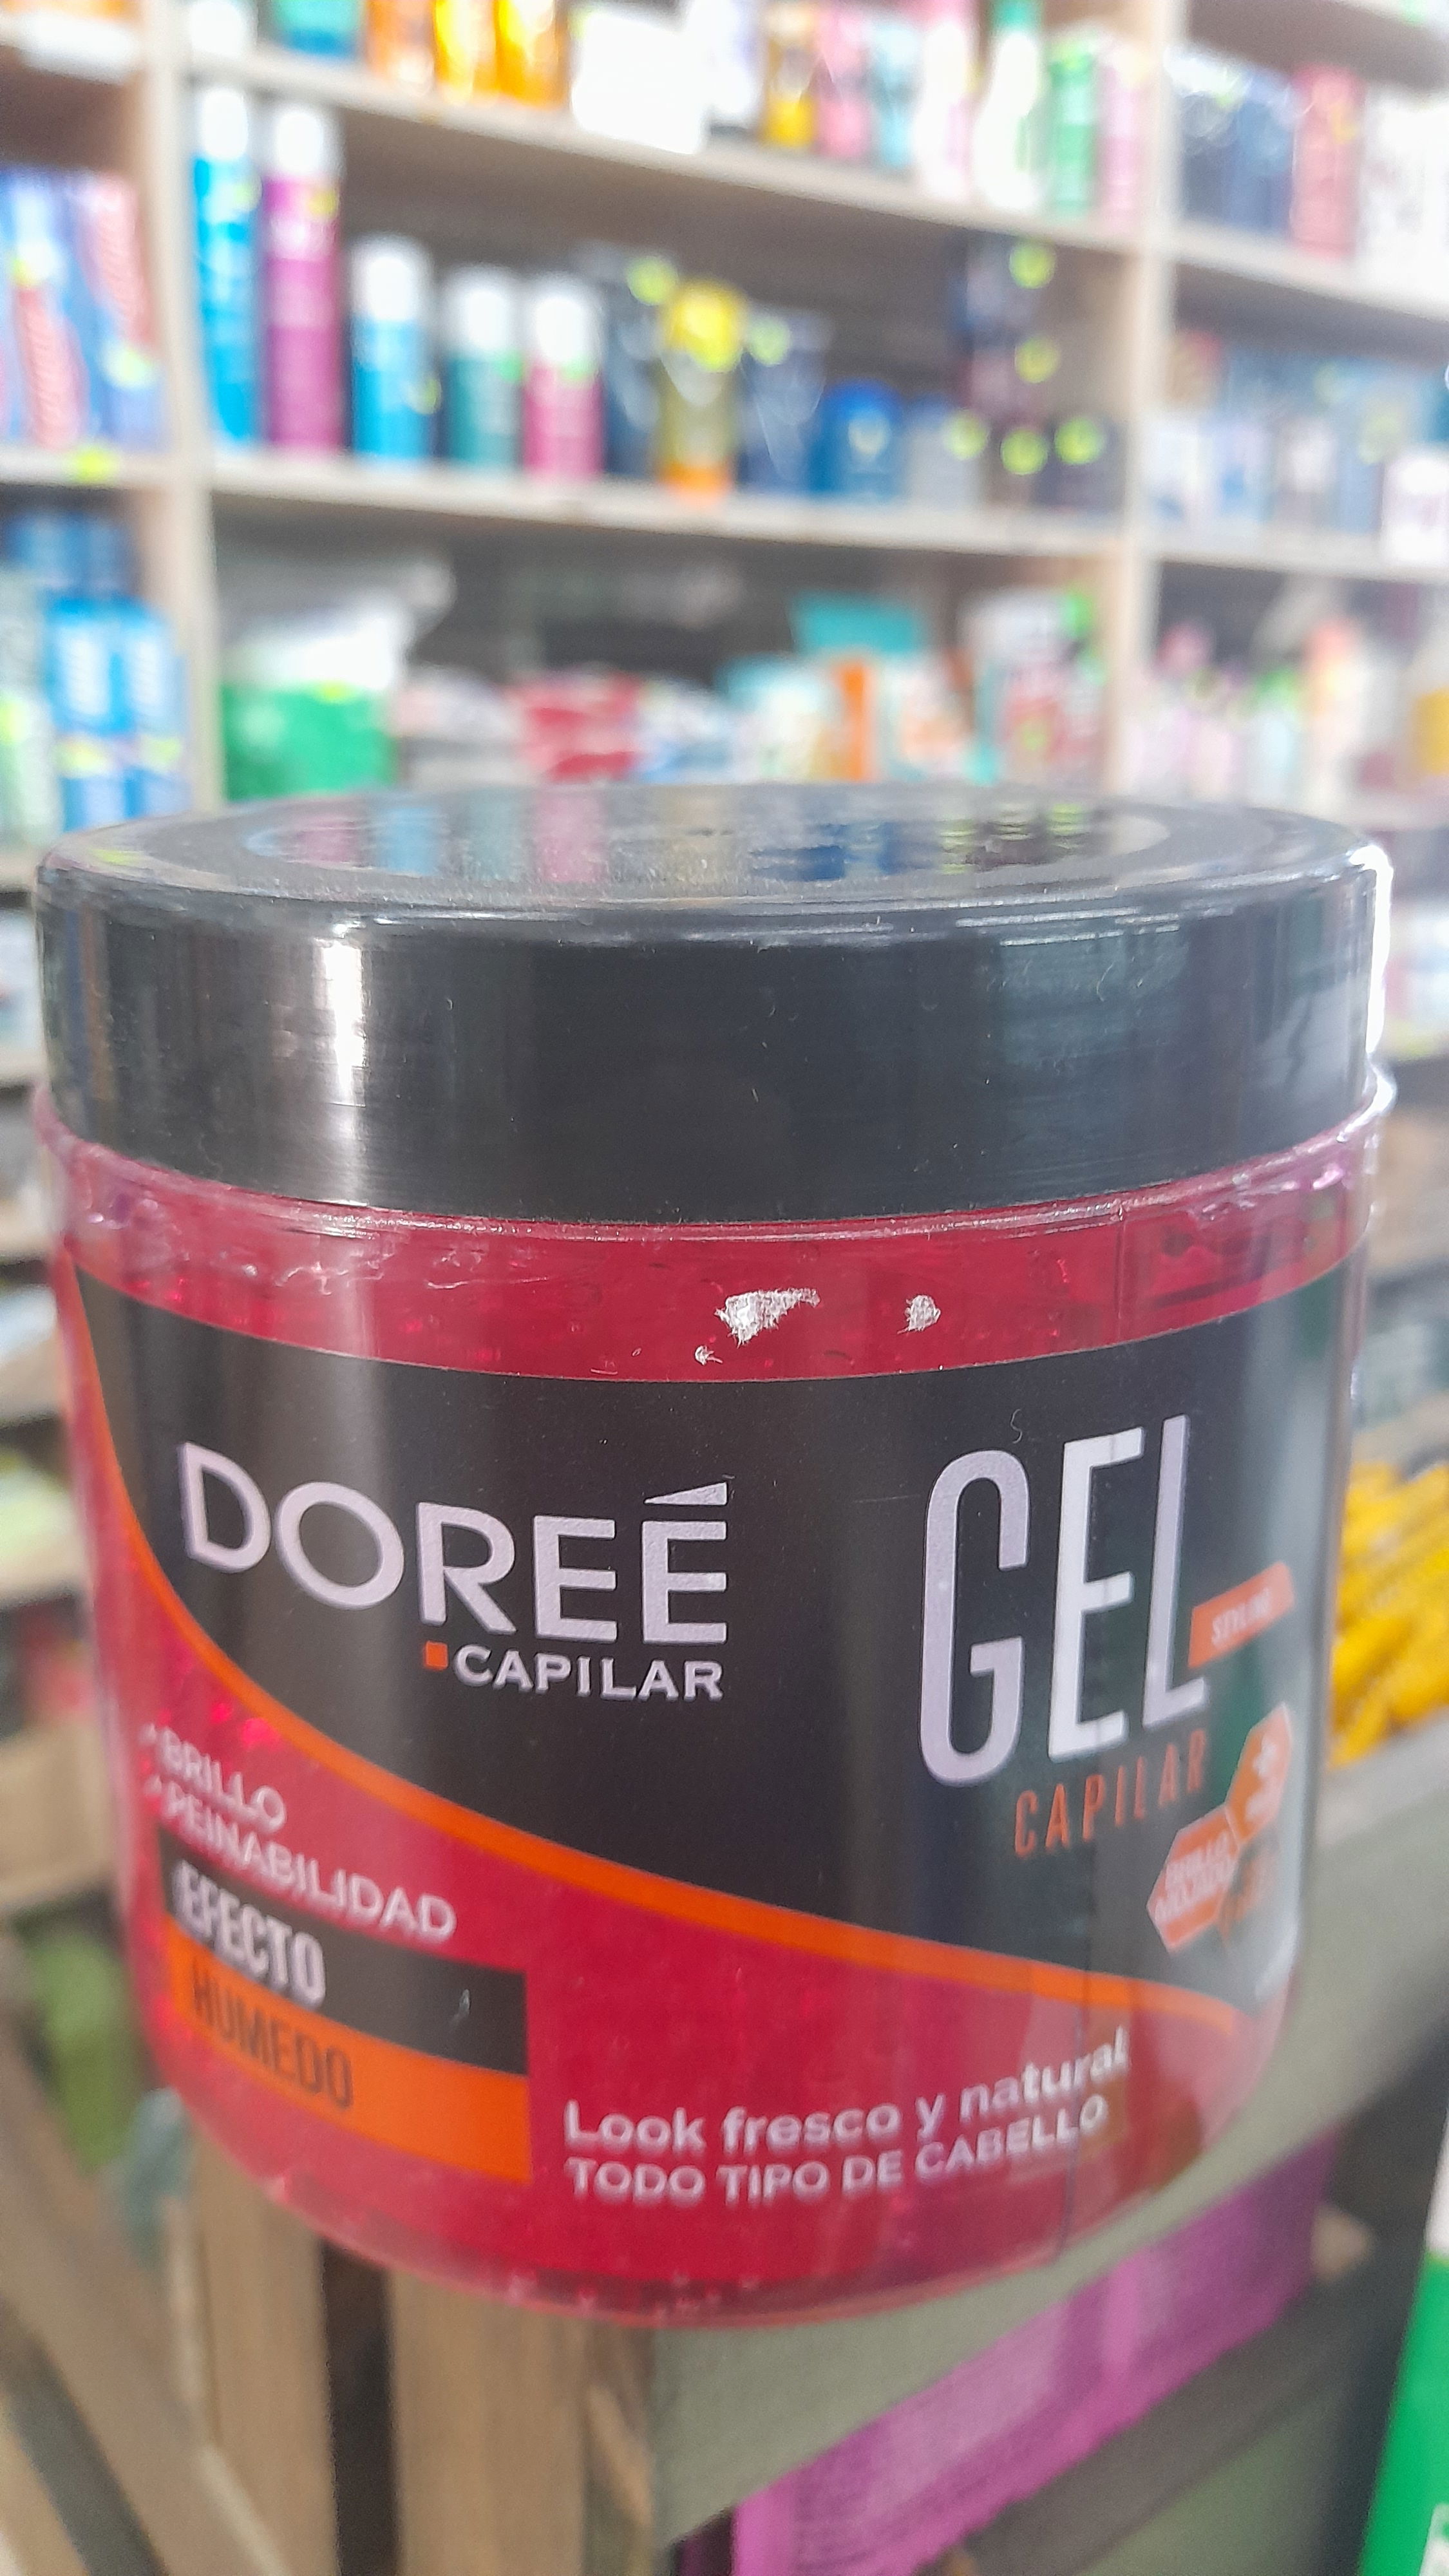 DOREÉ
CAPILAR
GEL
STYLING
CAPILAR
+ BRILLO
+ PEINABILIDAD
EFECTO
HUMEDO
Look fresco y natural
TODO TIPO DE CABELLO